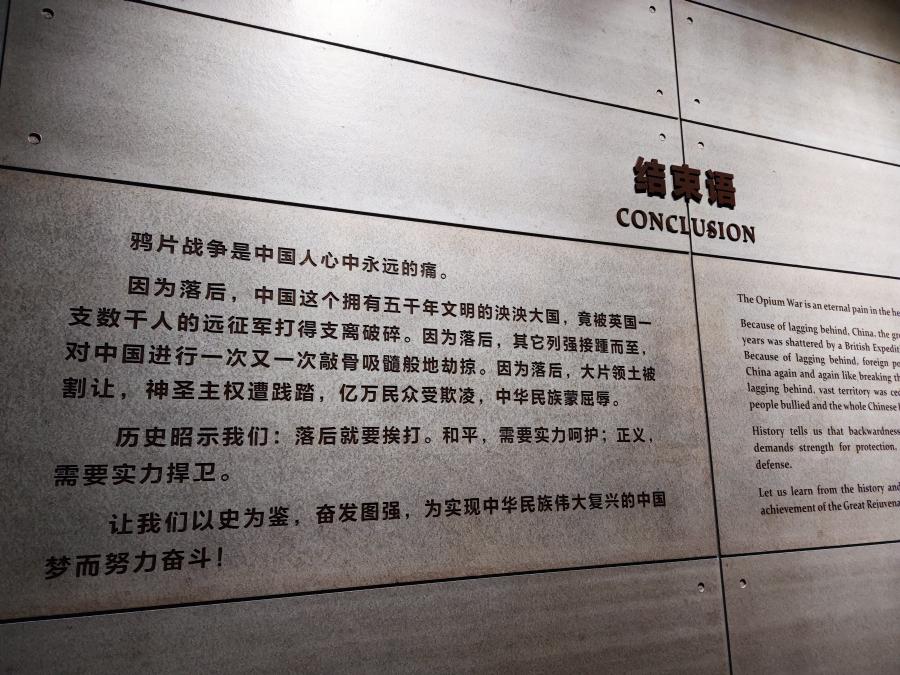 结束语
CONCLUSION
鸦片战争是中国人心中永远的痛。
因为落后，中国这个拥有五千年文明的泱泱大国，竟被英国一
支数千人的远征军打得支离破碎。因为落后，其它列强接踵而至，
对中国进行一次又一次敲骨吸髓般地劫掠。因为落后，大片领土被
割让，神圣主权遭践踏，亿万民众受欺凌，中华民族蒙屈辱。
历史昭示我们：落后就要挨打。和平，需要实力呵护；正义，
需要实力捍卫。
让我们以史为鉴，奋发图强，为实现中华民族伟大复兴的中国
梦而努力奋斗！
The Opium War is an eternal pain in the
Because of lagging behind, China, the
years was shattered by a British
Because of lagging behind, foreign
China again and again like breaking
lagging behind, vast territory was
people bullied and the whole Chinese
History tells us that backwardness
demands strength for protection,
defense.
Let us learn from the history and
achievement of the Great